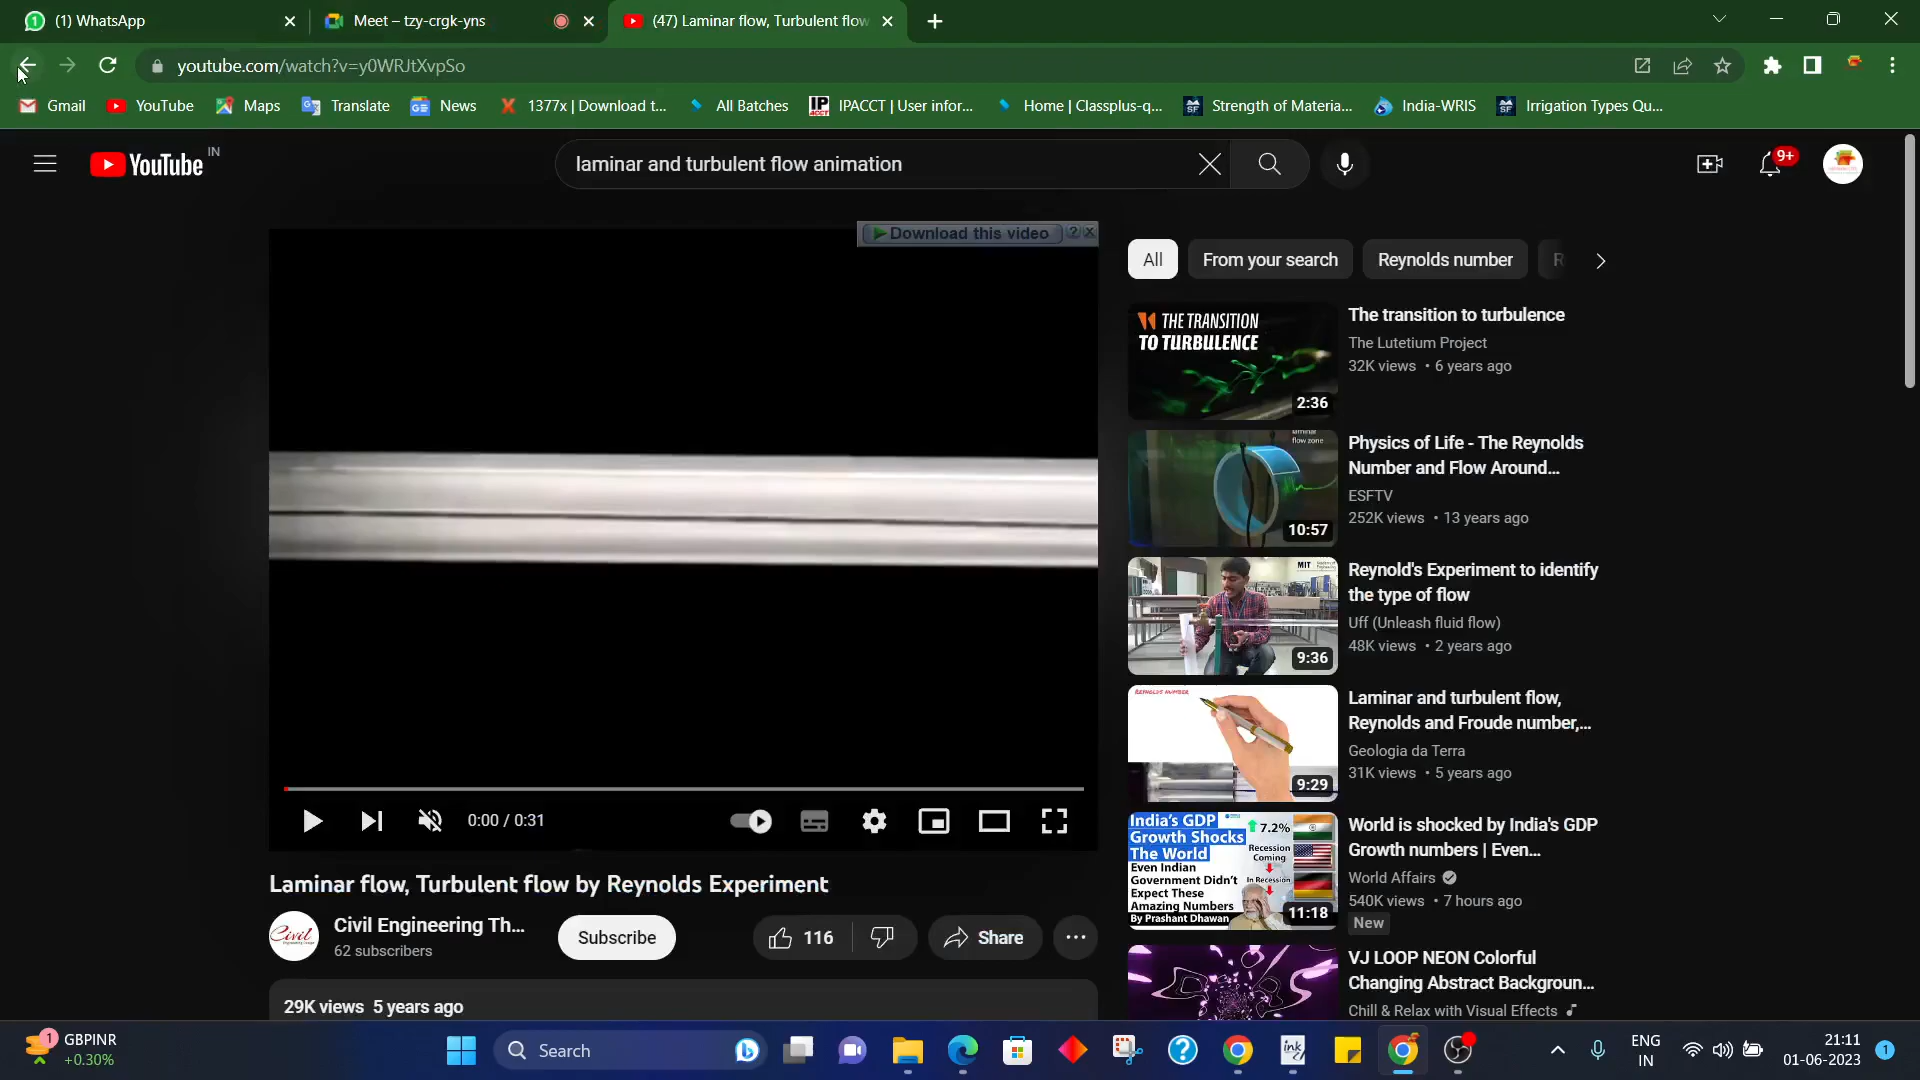 (1) WhatsApp
Meet – tzy-crgk-yns
(47) Laminar flow, Turbulent flow
youtube.com/watch?v=y0WRJtXvpSo
Gmail
YouTube
Maps
Translate
News
1377x | Download t...
All Batches
IPACCT | User infor...
Home | Classplus-q...
Strength of Materia...
India-WRIS
Irrigation Types Qu...
YouTube IN
laminar and turbulent flow animation
9+
Download this video
All
From your search
Reynolds number
THE TRANSITION
TO TURBULENCE
2:36
The transition to turbulence
The Lutetium Project
32K views • 6 years ago
laminar
flow zone
10:57
Physics of Life - The Reynolds
Number and Flow Around...
ESFTV
252K views • 13 years ago
MIT
9:36
Reynold's Experiment to identify
the type of flow
Uff (Unleash fluid flow)
48K views • 2 years ago
REYNOLDS NUMBER
9:29
Laminar and turbulent flow,
Reynolds and Froude number,...
Geologia da Terra
31K views • 5 years ago
India's GDP
Growth Shocks
The World
7.2%
Recession
Coming
In Recession
Even Indian
Government Didn't
Expect These
Amazing Numbers
By Prashant Dhawan
11:18
World is shocked by India's GDP
Growth numbers | Even...
World Affairs
540K views • 7 hours ago
New
VJ LOOP NEON Colorful
Changing Abstract Backgroun...
Chill & Relax with Visual Effects
0:00 / 0:31
Laminar flow, Turbulent flow by Reynolds Experiment
Civil
Civil Engineering Th...
62 subscribers
Subscribe
116
Share
29K views 5 years ago
1
GBPINR
+0.30%
Search
ink
ENG
IN
21:11
01-06-2023
1